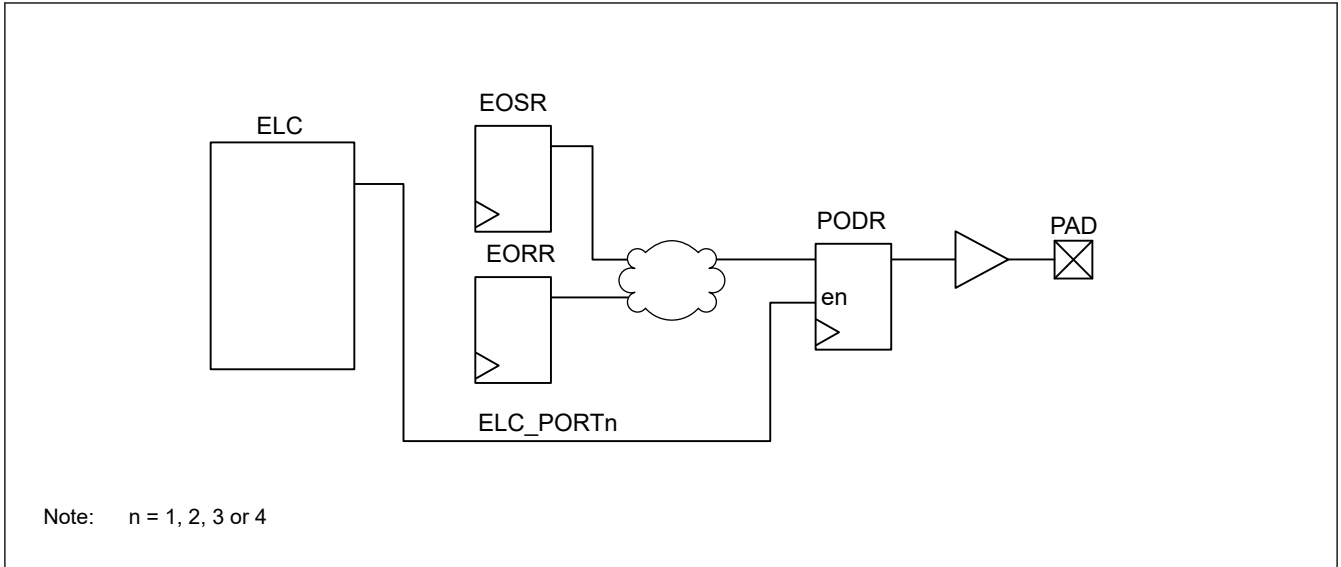 EOSR
ELC
PODR
PAD
EORR
en
ELC_PORTn
Note: n = 1, 2, 3 or 4